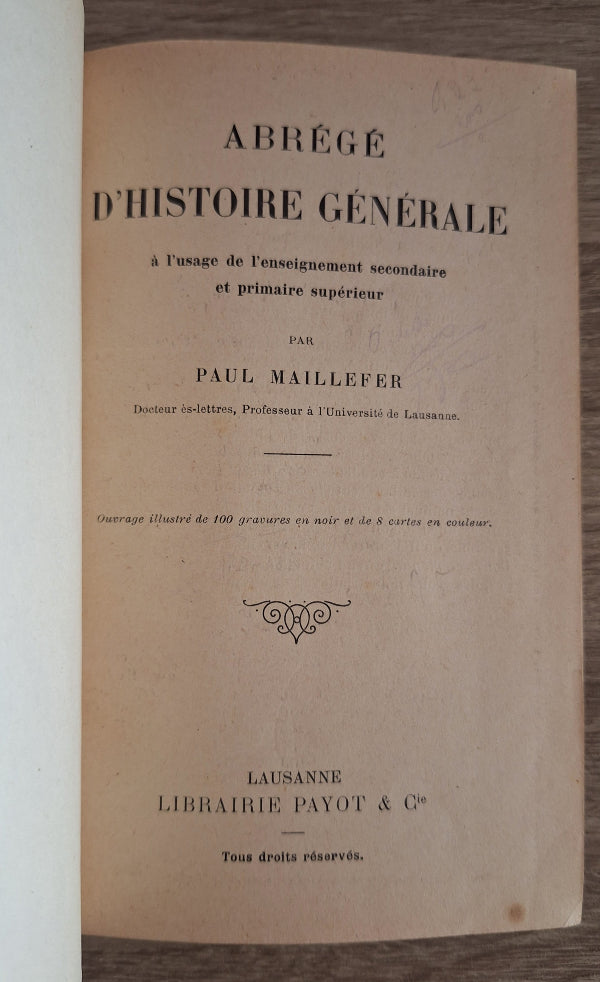 ABRÉGÉ
D'HISTOIRE GÉNÉRALE
à l'usage de l'enseignement secondaire
et primaire supérieur
PAR
PAUL MAILLEFER
Docteur ès-lettres, Professeur à l'Université de Lausanne.
Ouvrage illustré de 100 gravures en noir et de 8 cartes en couleur.
LAUSANNE
LIBRAIRIE PAYOT & Cie
Tous droits réservés.